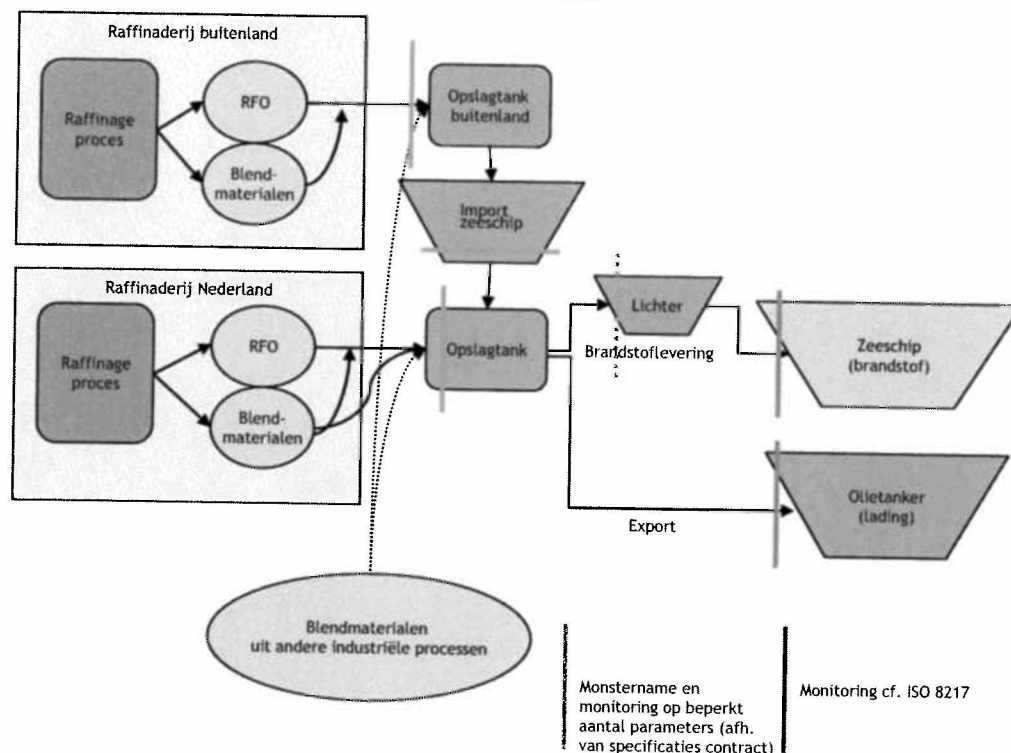 Raffinaderij buitenland
Raffinage
proces
RFO
Blend-
materialen
Opslagtank
buitenland
Import
zeeschip
Raffinaderij Nederland
Raffinage
proces
RFO
Blend-
materialen
Opslagtank
Lichter
Brandstoflevering
Zeeschip
(brandstof)
Olietanker
(lading)
Export
Blendmaterialen
uit andere industriële processen
Monstername en
monitoring op beperkt
aantal parameters (afh.
van specificaties contract)
Monitoring cf. ISO 8217